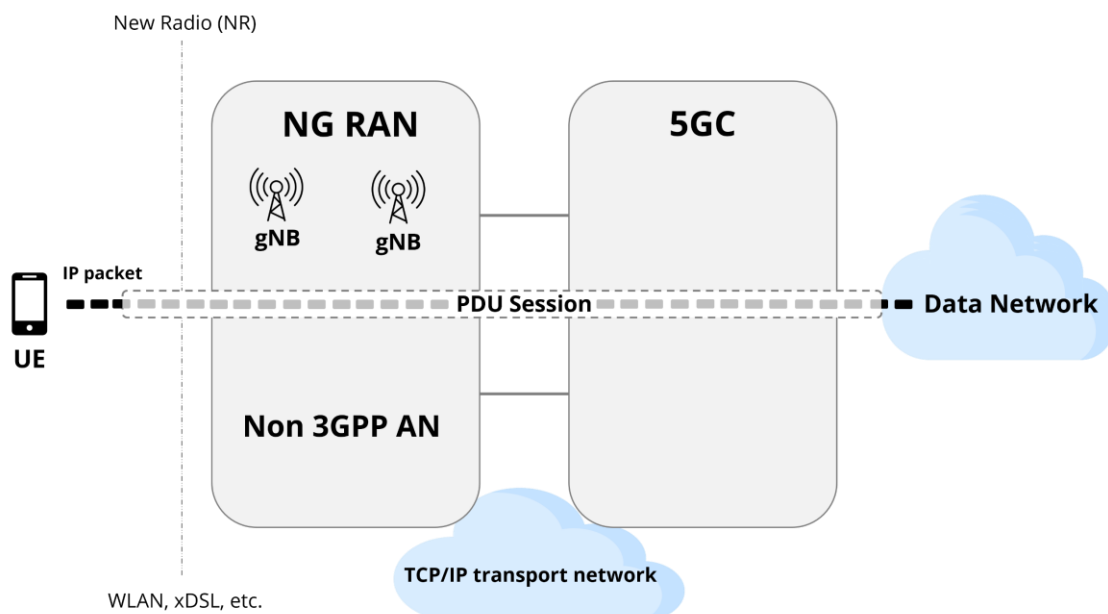 New Radio (NR)
NG RAN
5GC
gNB
gNB
IP packet
PDU Session
Data Network
UE
Non 3GPP AN
TCP/IP transport network
WLAN, xDSL, etc.